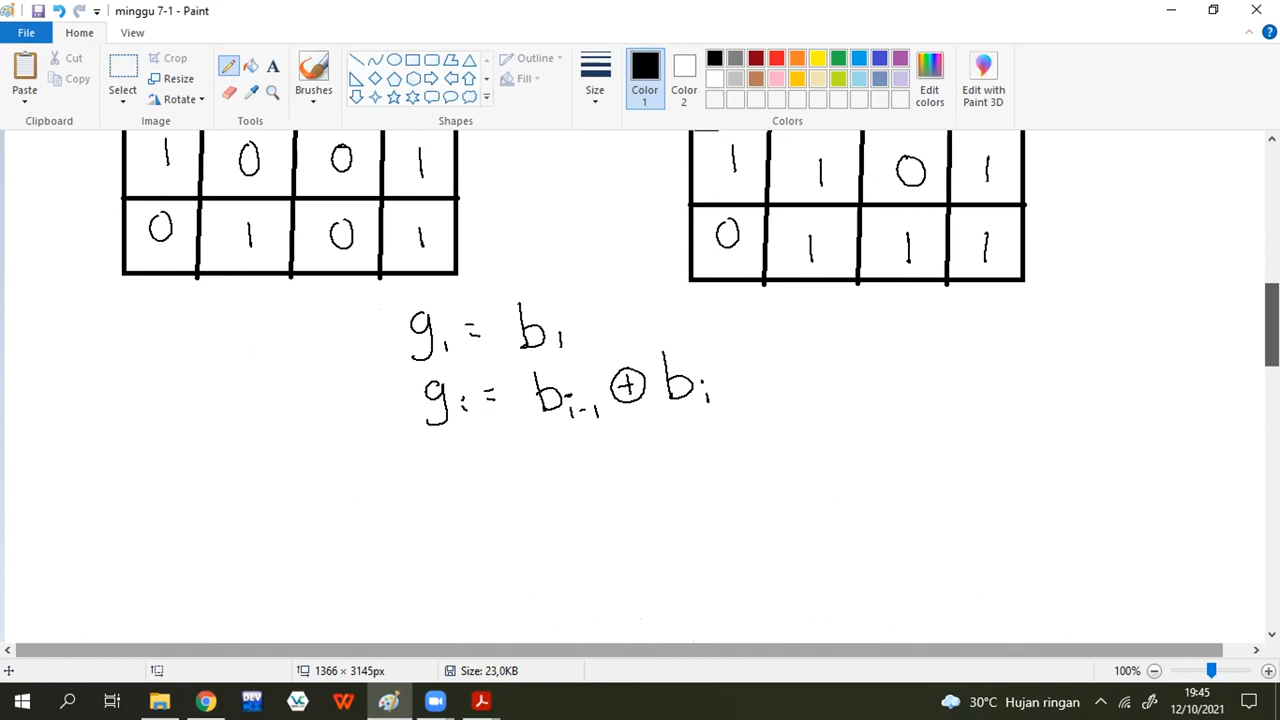 minggu 7-1 - Paint
File Home View
Paste Cut Copy Clipboard
Select Crop Resize Rotate Image
Tools
Brushes
Outline Fill Shapes
Size
Color 1 Color 2 Edit colors Colors
Edit with Paint 3D
1 0 0 1
0 1 0 1
1 1 0 1
0 1 1 1
g₁ = b₁
gᵢ = bᵢ₋₁ ⊕ bᵢ
1366 × 3145px Size: 23,0KB 100%
DEV 30°C Hujan ringan 19:45
12/10/2021